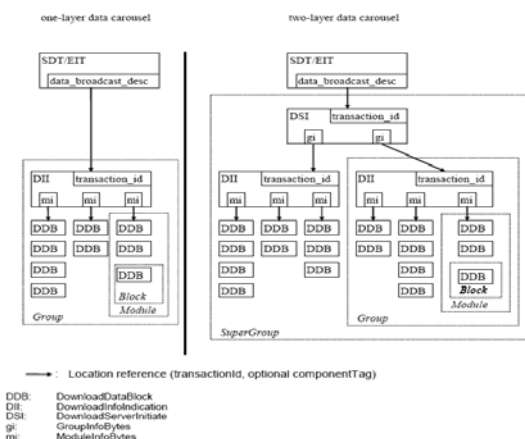 one-layer data carousel
two-layer data carousel
SDT/EIT
data_broadcast_desc
DII transaction_id
mi mi mi
DDB DDB DDB
DDB DDB DDB
DDB DDB
DDB Block
Module
Group
SDT/EIT
data_broadcast_desc
DSI transaction_id
gi gi
DII transaction_id
mi mi mi
DDB DDB DDB
DDB DDB DDB
DDB DDB
DDB
DII transaction_id
mi mi mi
DDB DDB DDB
DDB DDB DDB
DDB DDB
DDB Block
Module
Group
SuperGroup
: Location reference (transactionId, optional componentTag)
DDB: DownloadDataBlock
DII: DownloadInfoIndication
DSI: DownloadServerInitiate
gi: GroupInfoBytes
mi: ModuleInfoBytes